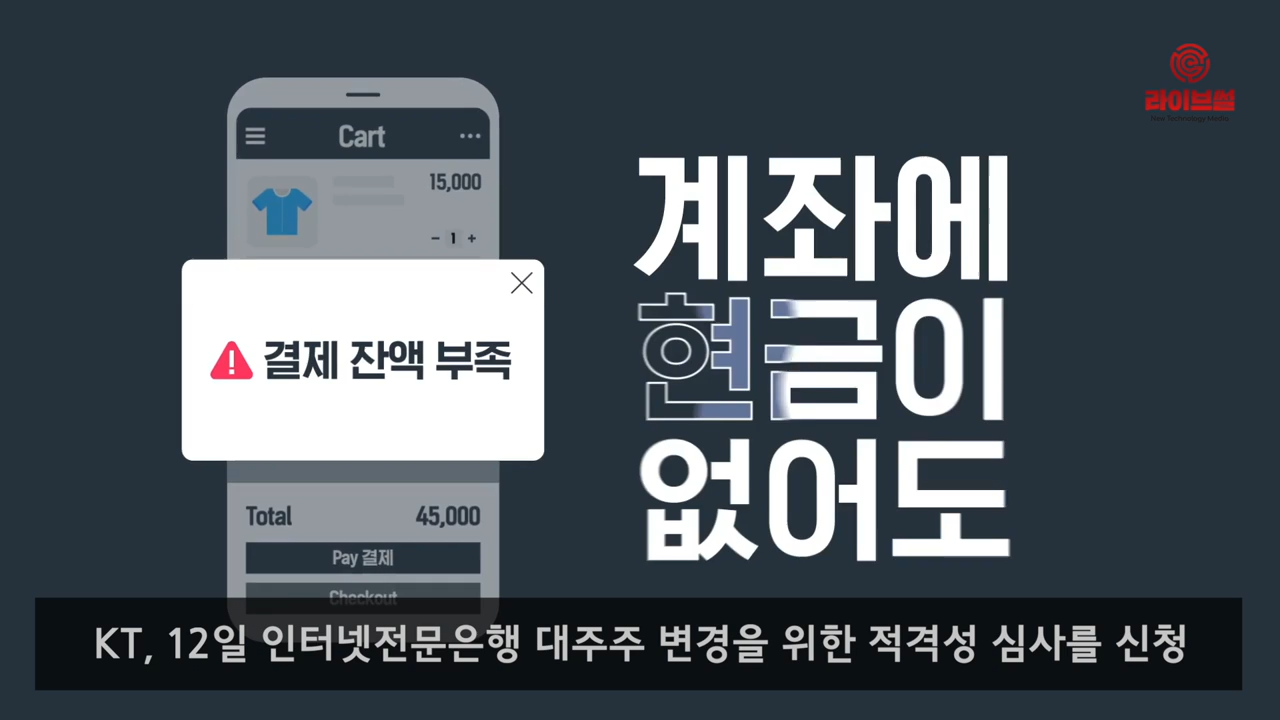 라이브썰
New Technology Media
Cart
15,000
- 1 +
결제 잔액 부족
계좌에
현금이
없어도
Total 45,000
Pay 결제
Checkout
KT, 12일 인터넷전문은행 대주주 변경을 위한 적격성 심사를 신청